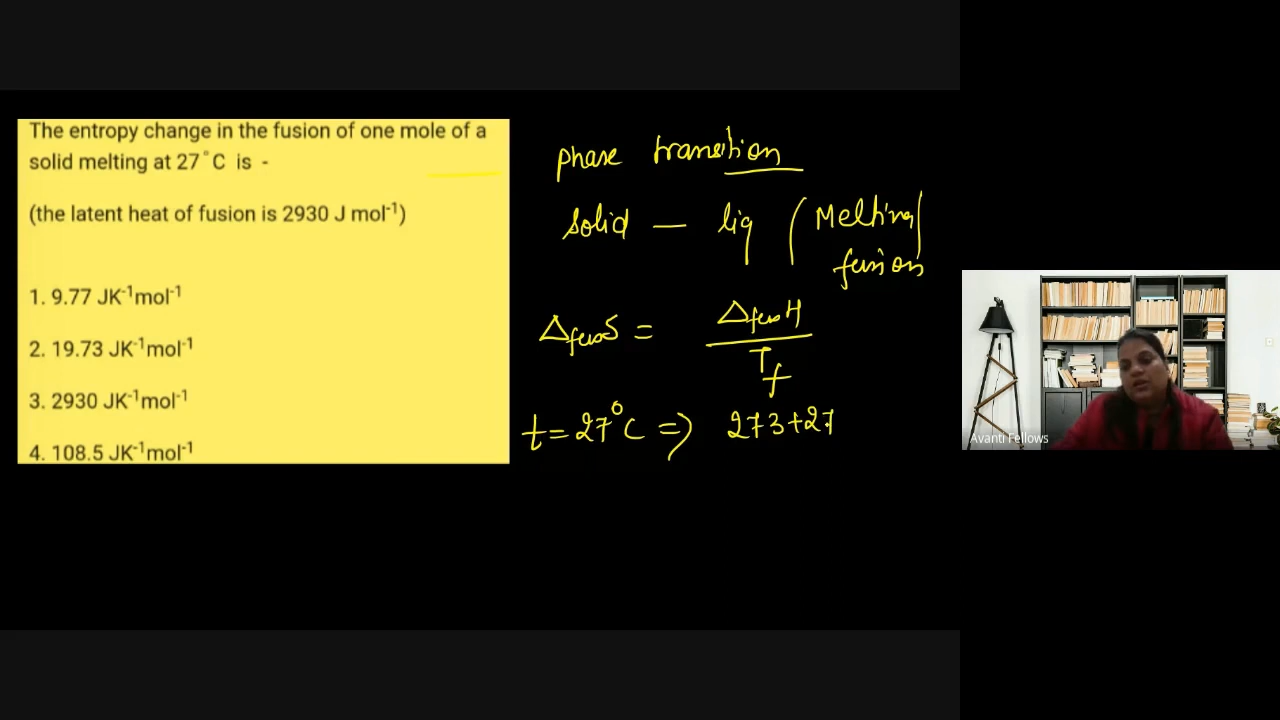 The entropy change in the fusion of one mole of a
solid melting at 27°C is -
(the latent heat of fusion is 2930 J mol⁻¹)
1. 9.77 JK⁻¹mol⁻¹
2. 19.73 JK⁻¹mol⁻¹
3. 2930 JK⁻¹mol⁻¹
4. 108.5 JK⁻¹mol⁻¹
phase transition
solid — liq (Melting/
fusion
ΔfusS = ΔfusH
Tf
t = 27°C ⇒ 273+27
Avanti Fellows